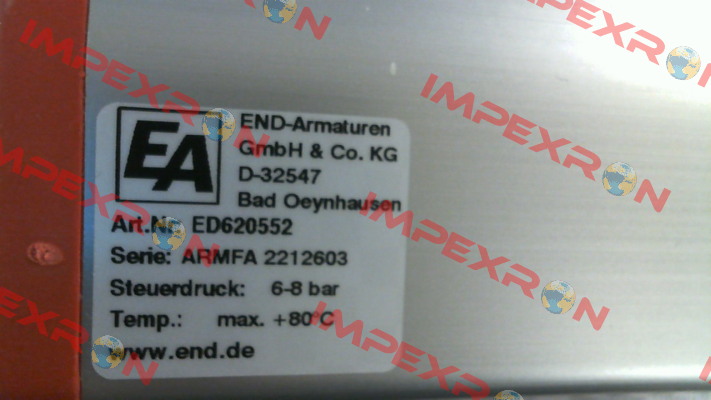 EA
END-Armaturen
GmbH & Co. KG
D-32547
Bad Oeynhausen
Art.Nr. ED620552
Serie: ARMFA 2212603
Steuerdruck: 6-8 bar
Temp.: max. +80°C
www.end.de
IMPEXRON
IMPEXRON
IMPEXRON
IMPEXRON
IMPEXRON
IMPEXRON
IMPEXRON